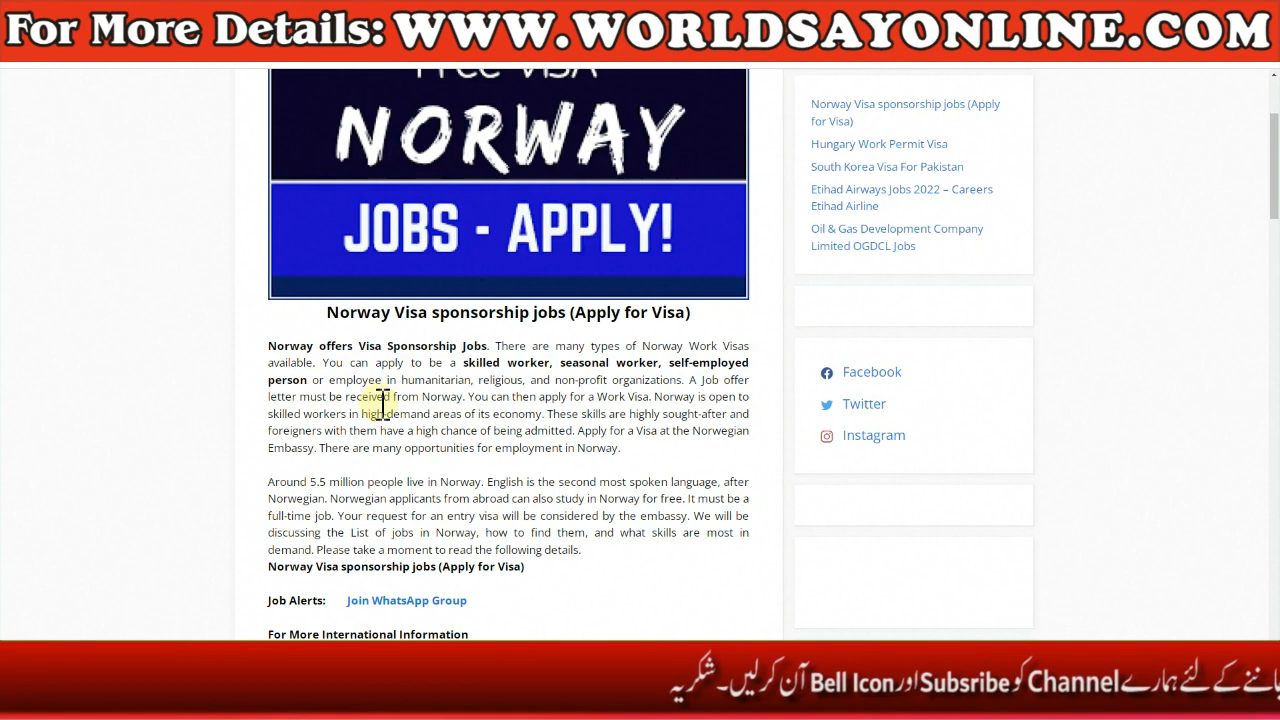 For More Details: WWW.WORLDSAYONLINE.COM
Free Visa
NORWAY
JOBS - APPLY!
Norway Visa sponsorship jobs (Apply for Visa)
Norway offers Visa Sponsorship Jobs. There are many types of Norway Work Visas
available. You can apply to be a skilled worker, seasonal worker, self-employed
person or employee in humanitarian, religious, and non-profit organizations. A Job offer
letter must be received from Norway. You can then apply for a Work Visa. Norway is open to
skilled workers in high-demand areas of its economy. These skills are highly sought-after and
foreigners with them have a high chance of being admitted. Apply for a Visa at the Norwegian
Embassy. There are many opportunities for employment in Norway.
Around 5.5 million people live in Norway. English is the second most spoken language, after
Norwegian. Norwegian applicants from abroad can also study in Norway for free. It must be a
full-time job. Your request for an entry visa will be considered by the embassy. We will be
discussing the List of jobs in Norway, how to find them, and what skills are most in
demand. Please take a moment to read the following details.
Norway Visa sponsorship jobs (Apply for Visa)
Job Alerts: Join WhatsApp Group
For More International Information
Norway Visa sponsorship jobs (Apply
for Visa)
Hungary Work Permit Visa
South Korea Visa For Pakistan
Etihad Airways Jobs 2022 – Careers
Etihad Airline
Oil & Gas Development Company
Limited OGDCL Jobs
Facebook
Twitter
Instagram
جاننے کے لئے ہمارے Channel کو Subsribe اور Bell Icon آن کرلیں۔ شکریہ